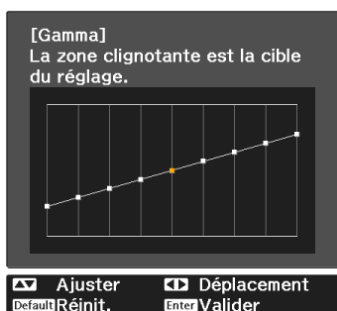 [Gamma]
La zone clignotante est la cible
du réglage.
Ajuster Déplacement
Default Réinit. Enter Valider